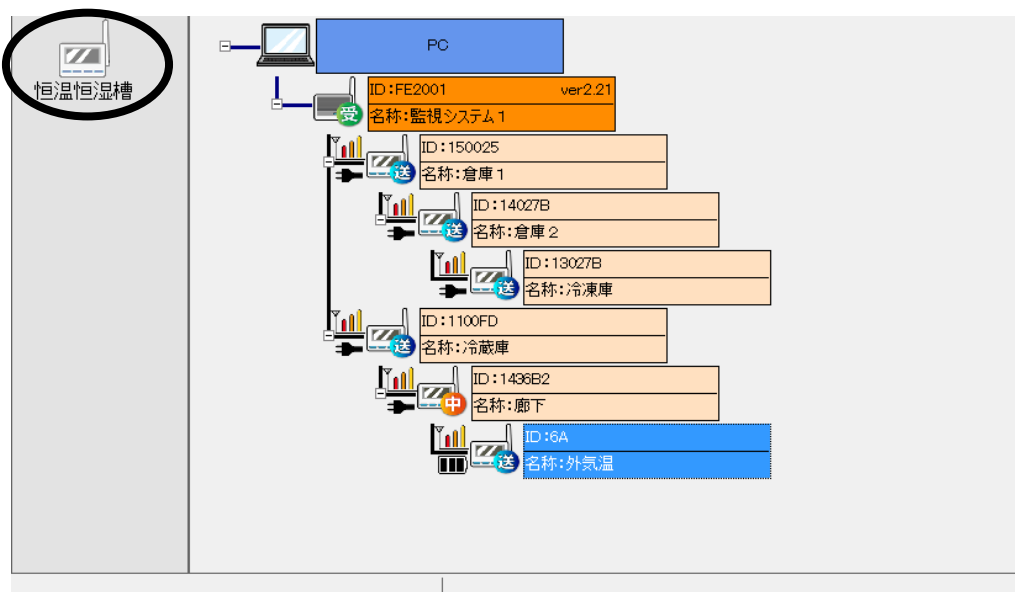 恒温恒湿槽
PC
ID:FE2001 ver2.21
受
名称:監視システム1
ID:150025
送
名称:倉庫1
ID:14027B
送
名称:倉庫2
ID:13027B
送
名称:冷凍庫
ID:1100FD
送
名称:冷蔵庫
ID:1436B2
中
名称:廊下
ID:6A
送
名称:外気温